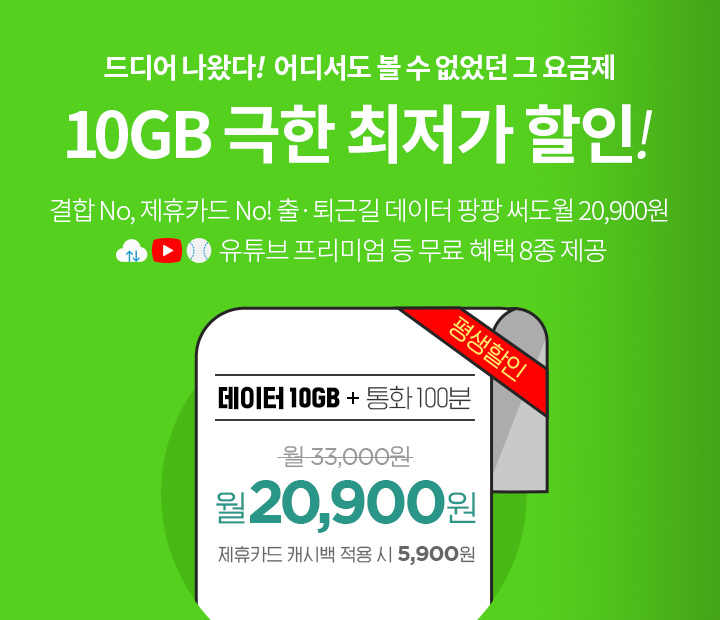 드디어 나왔다! 어디서도 볼 수 없었던 그 요금제
10GB 극한 최저가 할인!
결합 No, 제휴카드 No! 출·퇴근길 데이터 팡팡 써도월 20,900원
유튜브 프리미엄 등 무료 혜택 8종 제공
평생할인
데이터 10GB + 통화 100분
월 33,000원
월 20,900원
제휴카드 캐시백 적용 시 5,900원